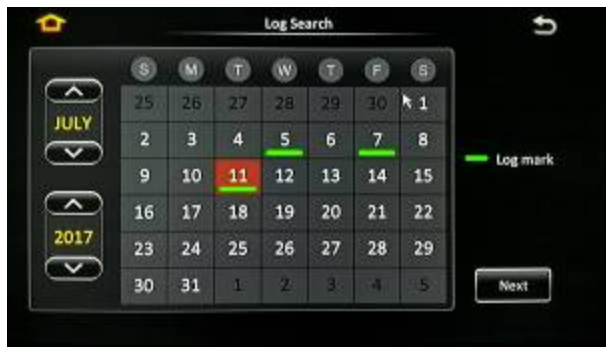 Log Search
S M T W T F S
25 26 27 28 29 30 1
JULY
2 3 4 5 6 7 8
9 10 11 12 13 14 15
Log mark
16 17 18 19 20 21 22
2017
23 24 25 26 27 28 29
30 31 1 2 3 4 5
Next